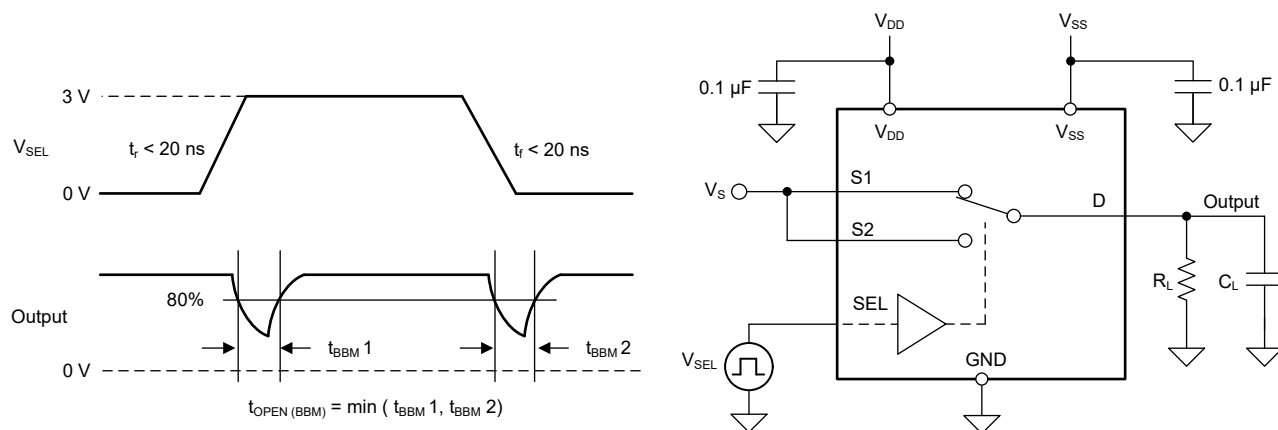 3 V
V_SEL
t_r < 20 ns
t_f < 20 ns
0 V
80%
Output
t_BBM 1
t_BBM 2
0 V
t_OPEN (BBM) = min ( t_BBM 1, t_BBM 2)
V_DD
V_SS
0.1 µF
0.1 µF
V_DD
V_SS
V_S
S1
D
Output
S2
R_L
C_L
SEL
V_SEL
GND